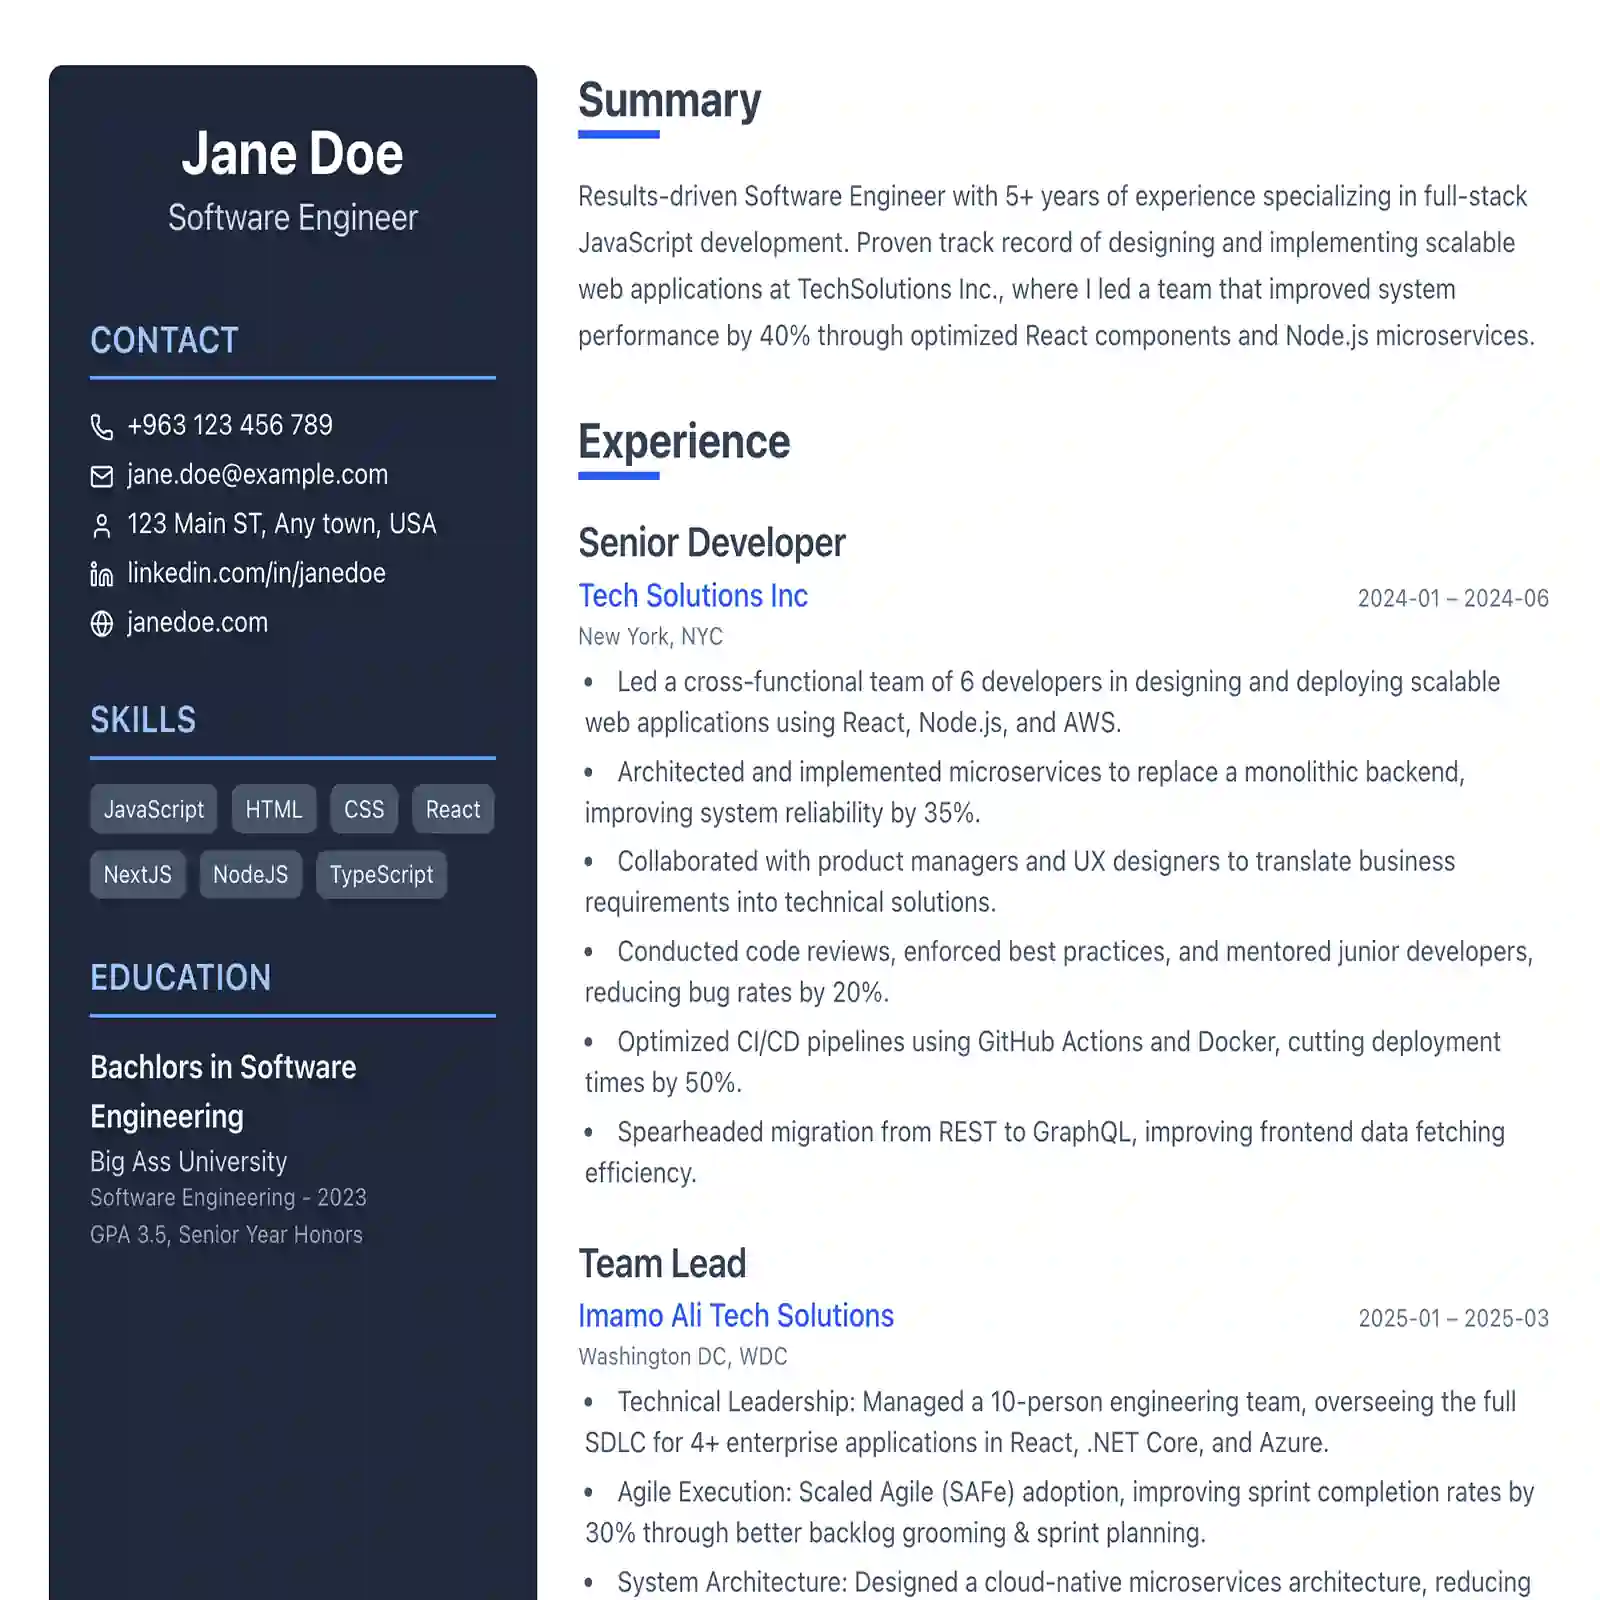 Jane Doe
Software Engineer
CONTACT
+963 123 456 789
jane.doe@example.com
123 Main ST, Any town, USA
linkedin.com/in/janedoe
janedoe.com
SKILLS
JavaScript HTML CSS React
NextJS NodeJS TypeScript
EDUCATION
Bachlors in Software
Engineering
Big Ass University
Software Engineering - 2023
GPA 3.5, Senior Year Honors
Summary
Results-driven Software Engineer with 5+ years of experience specializing in full-stack
JavaScript development. Proven track record of designing and implementing scalable
web applications at TechSolutions Inc., where I led a team that improved system
performance by 40% through optimized React components and Node.js microservices.
Experience
Senior Developer
Tech Solutions Inc 2024-01 – 2024-06
New York, NYC
• Led a cross-functional team of 6 developers in designing and deploying scalable
web applications using React, Node.js, and AWS.
• Architected and implemented microservices to replace a monolithic backend,
improving system reliability by 35%.
• Collaborated with product managers and UX designers to translate business
requirements into technical solutions.
• Conducted code reviews, enforced best practices, and mentored junior developers,
reducing bug rates by 20%.
• Optimized CI/CD pipelines using GitHub Actions and Docker, cutting deployment
times by 50%.
• Spearheaded migration from REST to GraphQL, improving frontend data fetching
efficiency.
Team Lead
Imamo Ali Tech Solutions 2025-01 – 2025-03
Washington DC, WDC
• Technical Leadership: Managed a 10-person engineering team, overseeing the full
SDLC for 4+ enterprise applications in React, .NET Core, and Azure.
• Agile Execution: Scaled Agile (SAFe) adoption, improving sprint completion rates by
30% through better backlog grooming & sprint planning.
• System Architecture: Designed a cloud-native microservices architecture, reducing